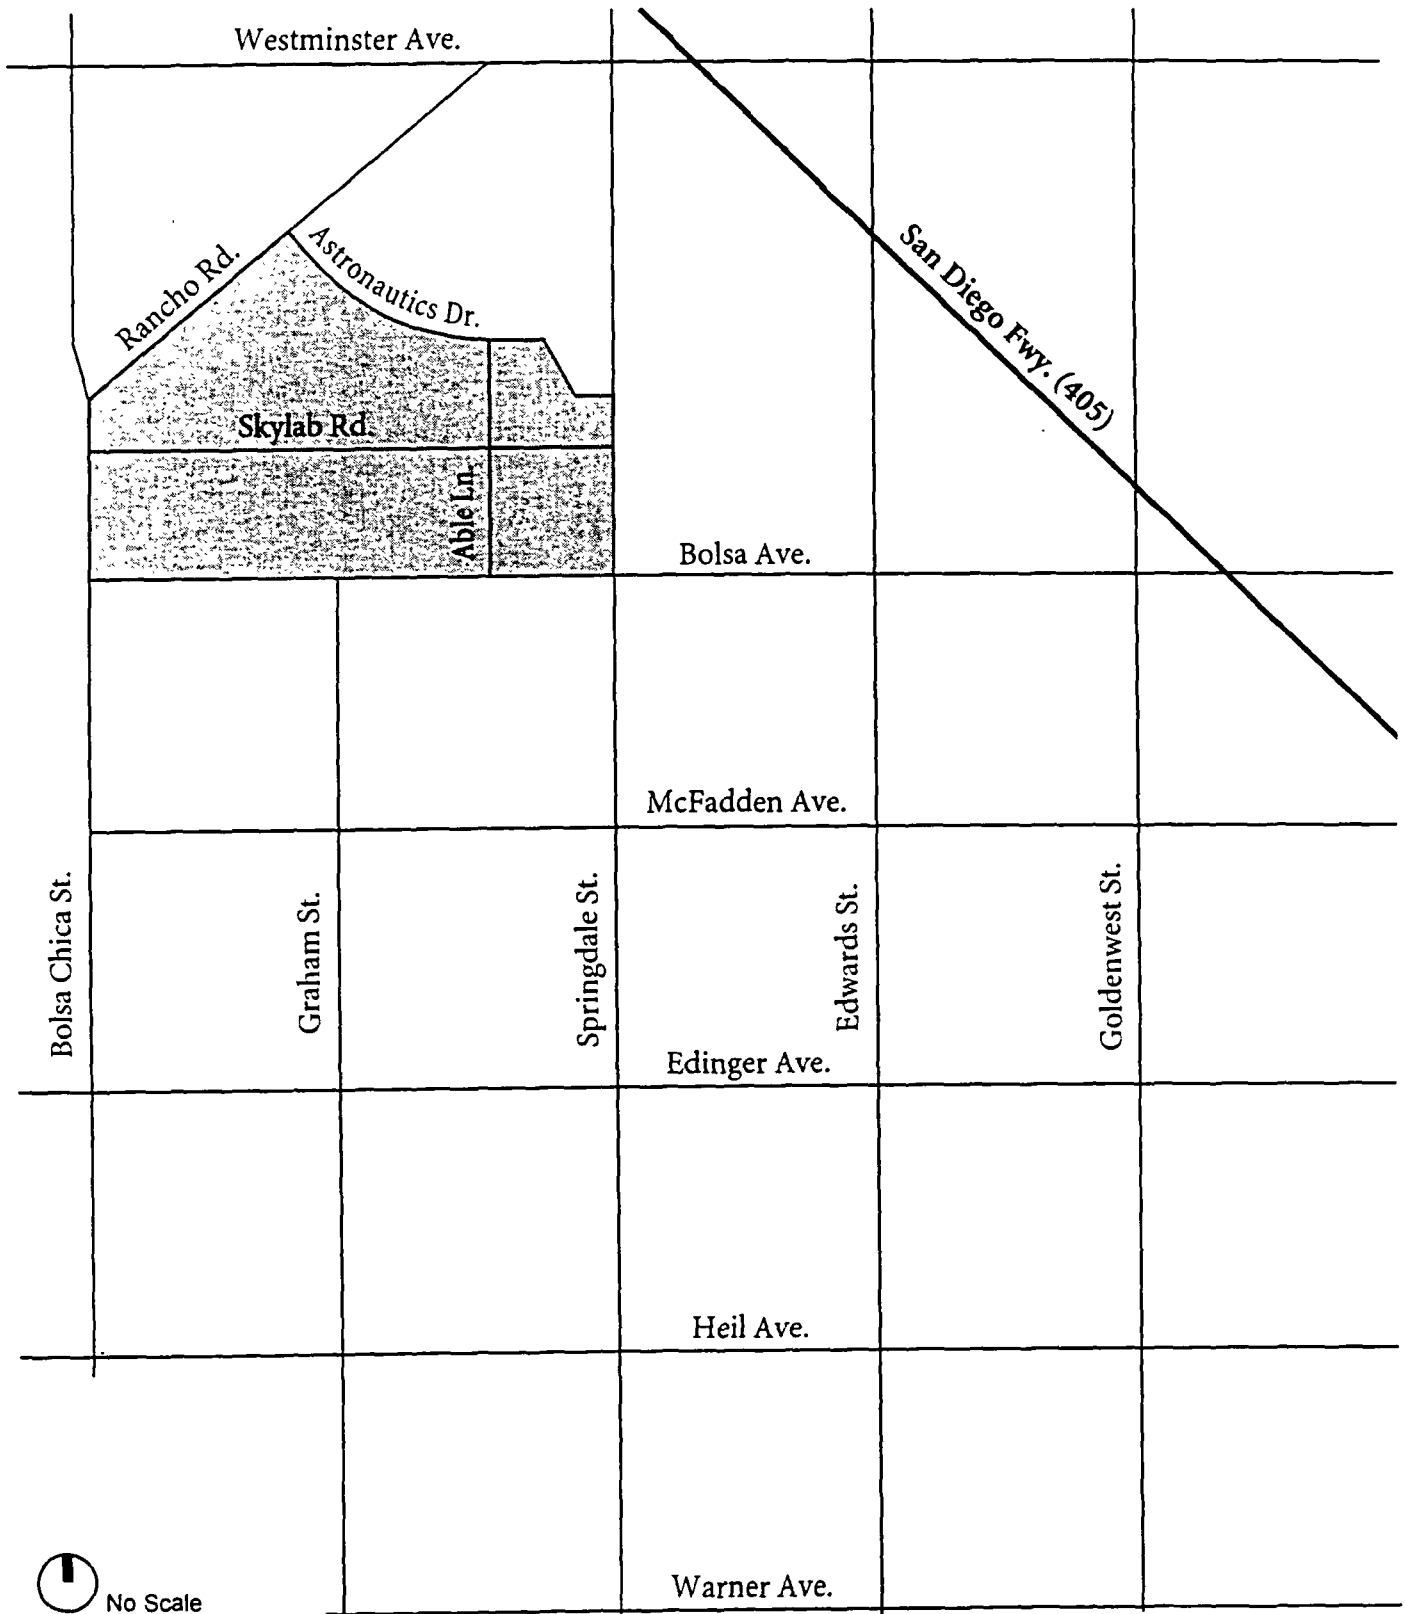 Westminster Ave.
Rancho Rd.
Astronautics Dr.
San Diego Fwy. (405)
Skylab Rd.
Able Ln.
Bolsa Ave.
McFadden Ave.
Bolsa Chica St.
Graham St.
Springdale St.
Edwards St.
Goldenwest St.
Edinger Ave.
Heil Ave.
Warner Ave.
No Scale